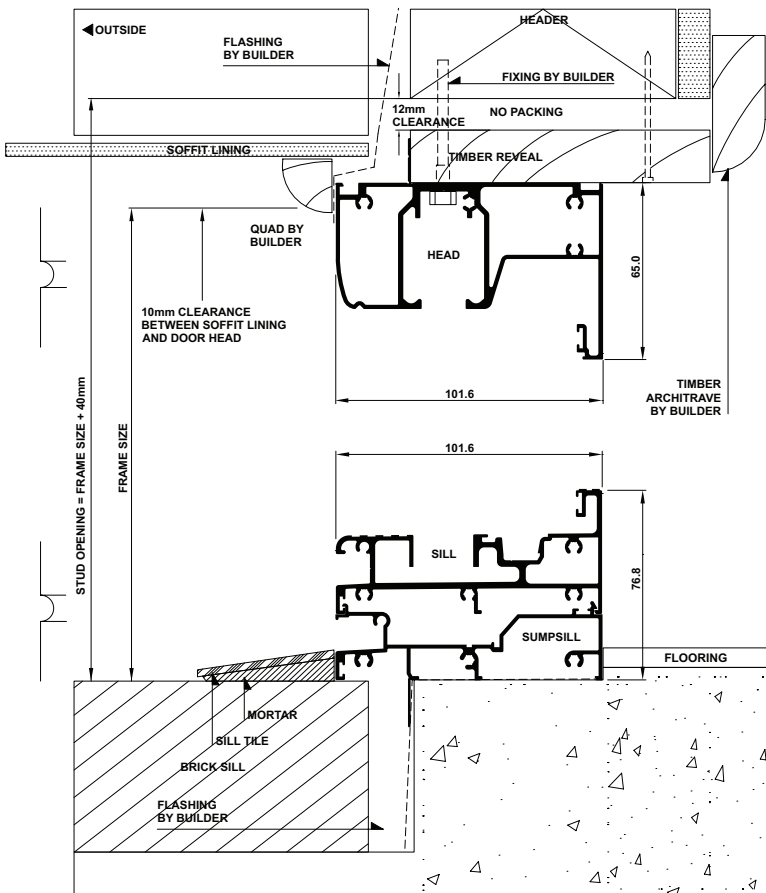 OUTSIDE
HEADER
FLASHING
BY BUILDER
FIXING BY BUILDER
12mm
CLEARANCE
NO PACKING
SOFFIT LINING
TIMBER REVEAL
QUAD BY
BUILDER
HEAD
65.0
10mm CLEARANCE
BETWEEN SOFFIT LINING
AND DOOR HEAD
101.6
TIMBER
ARCHITRAVE
BY BUILDER
STUD OPENING = FRAME SIZE + 40mm
FRAME SIZE
101.6
SILL
76.8
SUMPSILL
FLOORING
MORTAR
SILL TILE
BRICK SILL
FLASHING
BY BUILDER